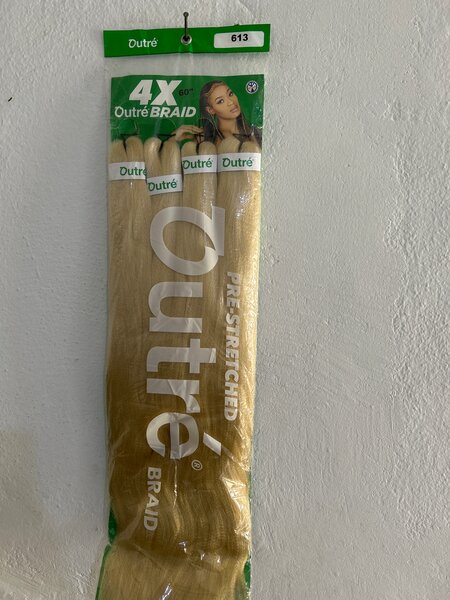 Outré®
613
4X
60"
Outré BRAID
Outré
Outré
Outré
Outré
Outré®
PRE-STRETCHED
BRAID